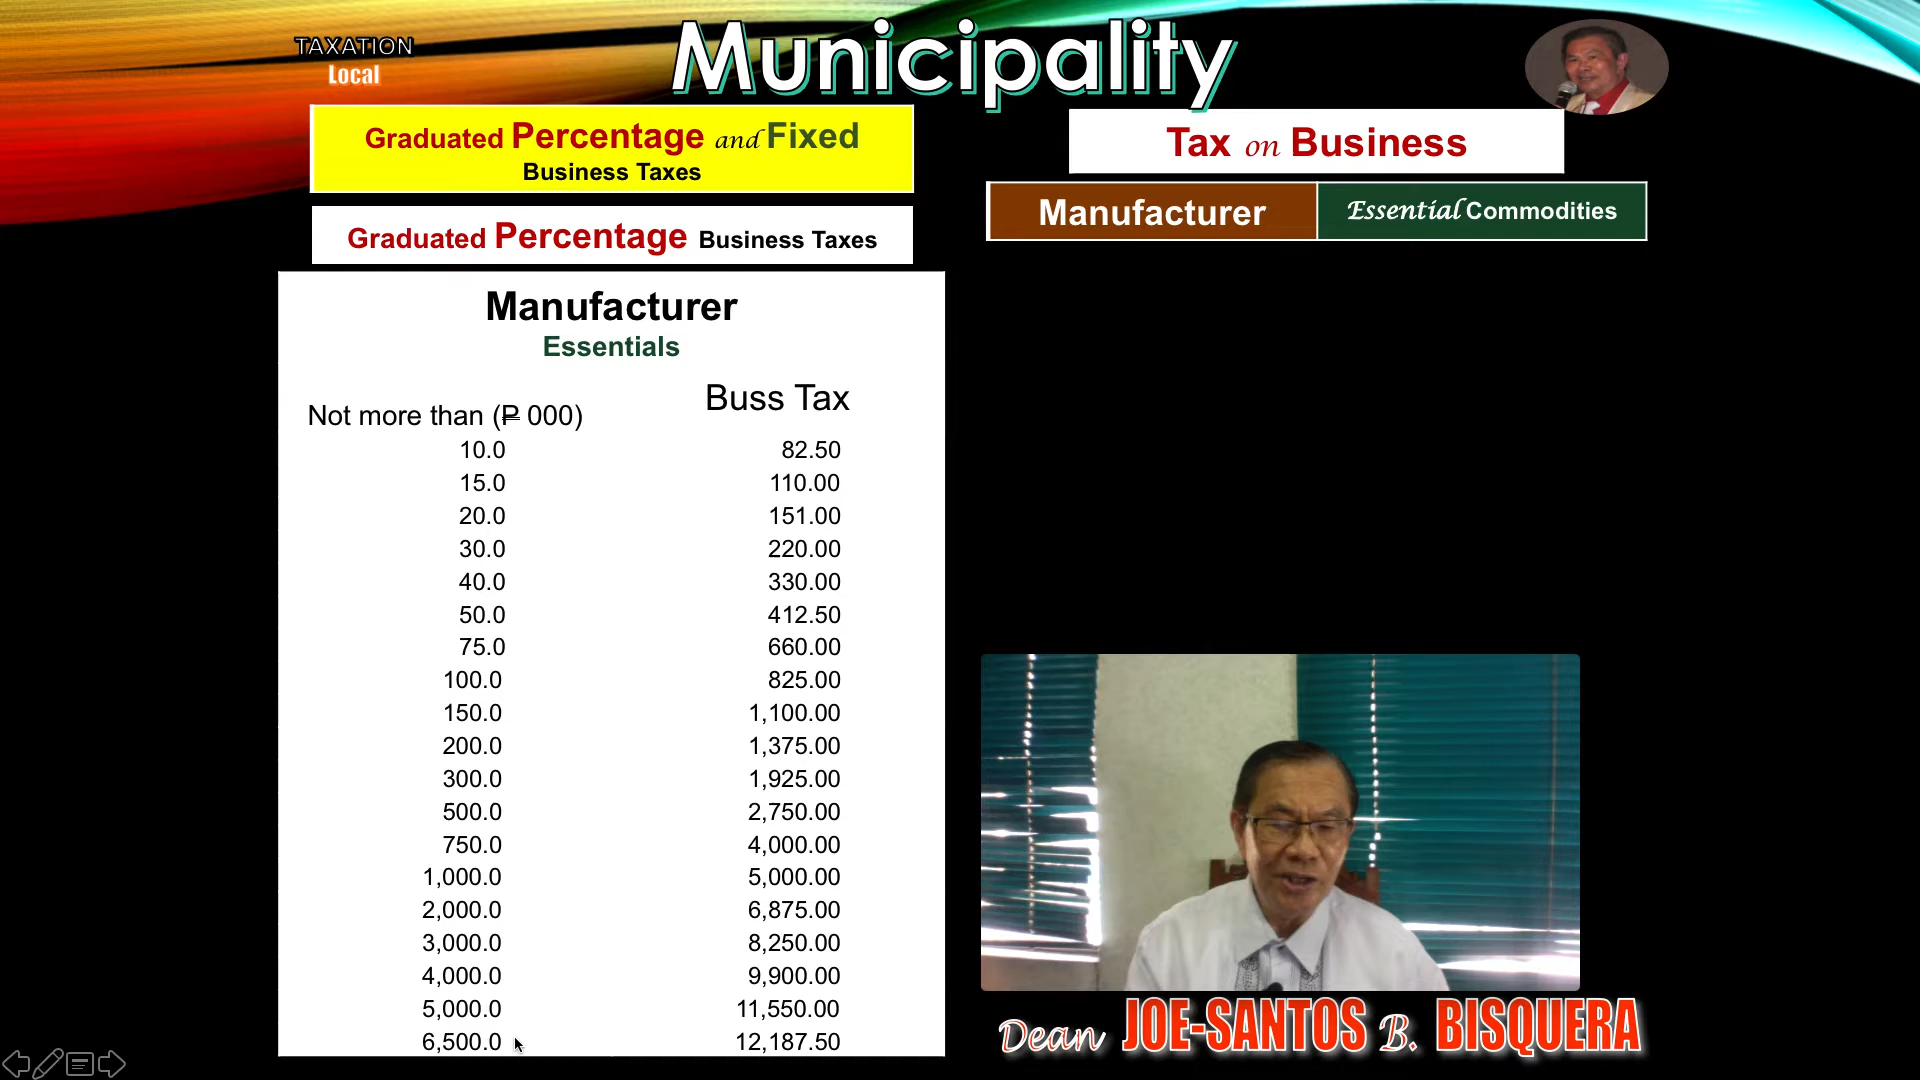 TAXATION
Local
Municipality
Graduated Percentage and Fixed
Business Taxes
Graduated Percentage Business Taxes
Manufacturer
Essentials
Not more than (₱ 000) Buss Tax
10.0 82.50
15.0 110.00
20.0 151.00
30.0 220.00
40.0 330.00
50.0 412.50
75.0 660.00
100.0 825.00
150.0 1,100.00
200.0 1,375.00
300.0 1,925.00
500.0 2,750.00
750.0 4,000.00
1,000.0 5,000.00
2,000.0 6,875.00
3,000.0 8,250.00
4,000.0 9,900.00
5,000.0 11,550.00
6,500.0 12,187.50
Tax on Business
Manufacturer Essential Commodities
Dean JOE-SANTOS B. BISQUERA